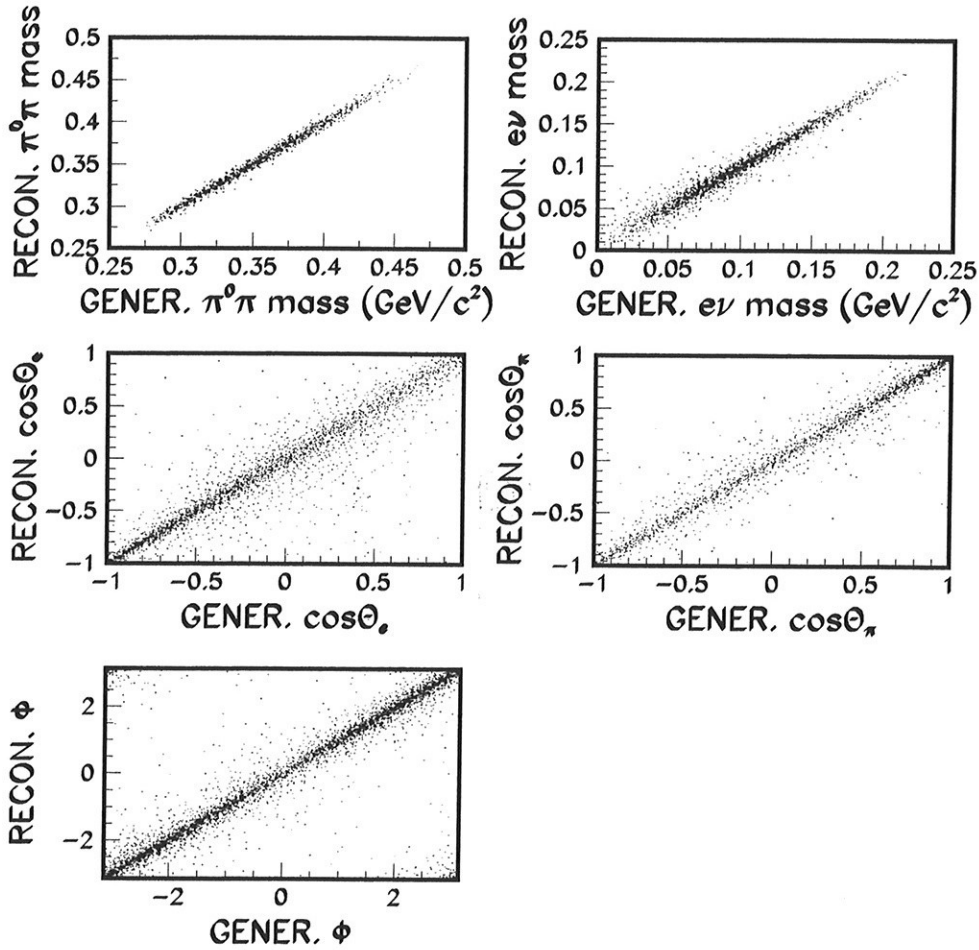 0.5
0.45
0.4
0.35
0.3
0.25
RECON. π⁰π mass
0.25 0.3 0.35 0.4 0.45 0.5
GENER. π⁰π mass (GeV/c²)
0.25
0.2
0.15
0.1
0.05
0
RECON. eν mass
0 0.05 0.1 0.15 0.2 0.25
GENER. eν mass (GeV/c²)
1
0.5
0
−0.5
−1
RECON. cosΘₑ
−1 −0.5 0 0.5 1
GENER. cosΘₑ
1
0.5
0
−0.5
−1
RECON. cosΘ_π
−1 −0.5 0 0.5 1
GENER. cosΘ_π
2
0
−2
RECON. ϕ
−2 0 2
GENER. ϕ